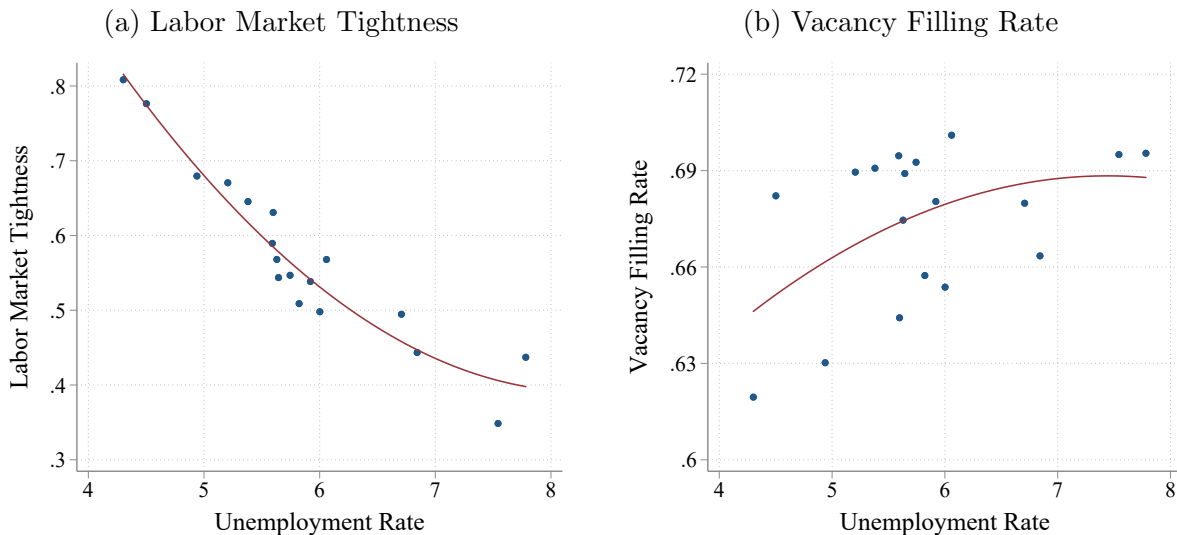 (a) Labor Market Tightness
Labor Market Tightness
.8
.7
.6
.5
.4
.3
4 5 6 7 8
Unemployment Rate
(b) Vacancy Filling Rate
Vacancy Filling Rate
.72
.69
.66
.63
.6
4 5 6 7 8
Unemployment Rate